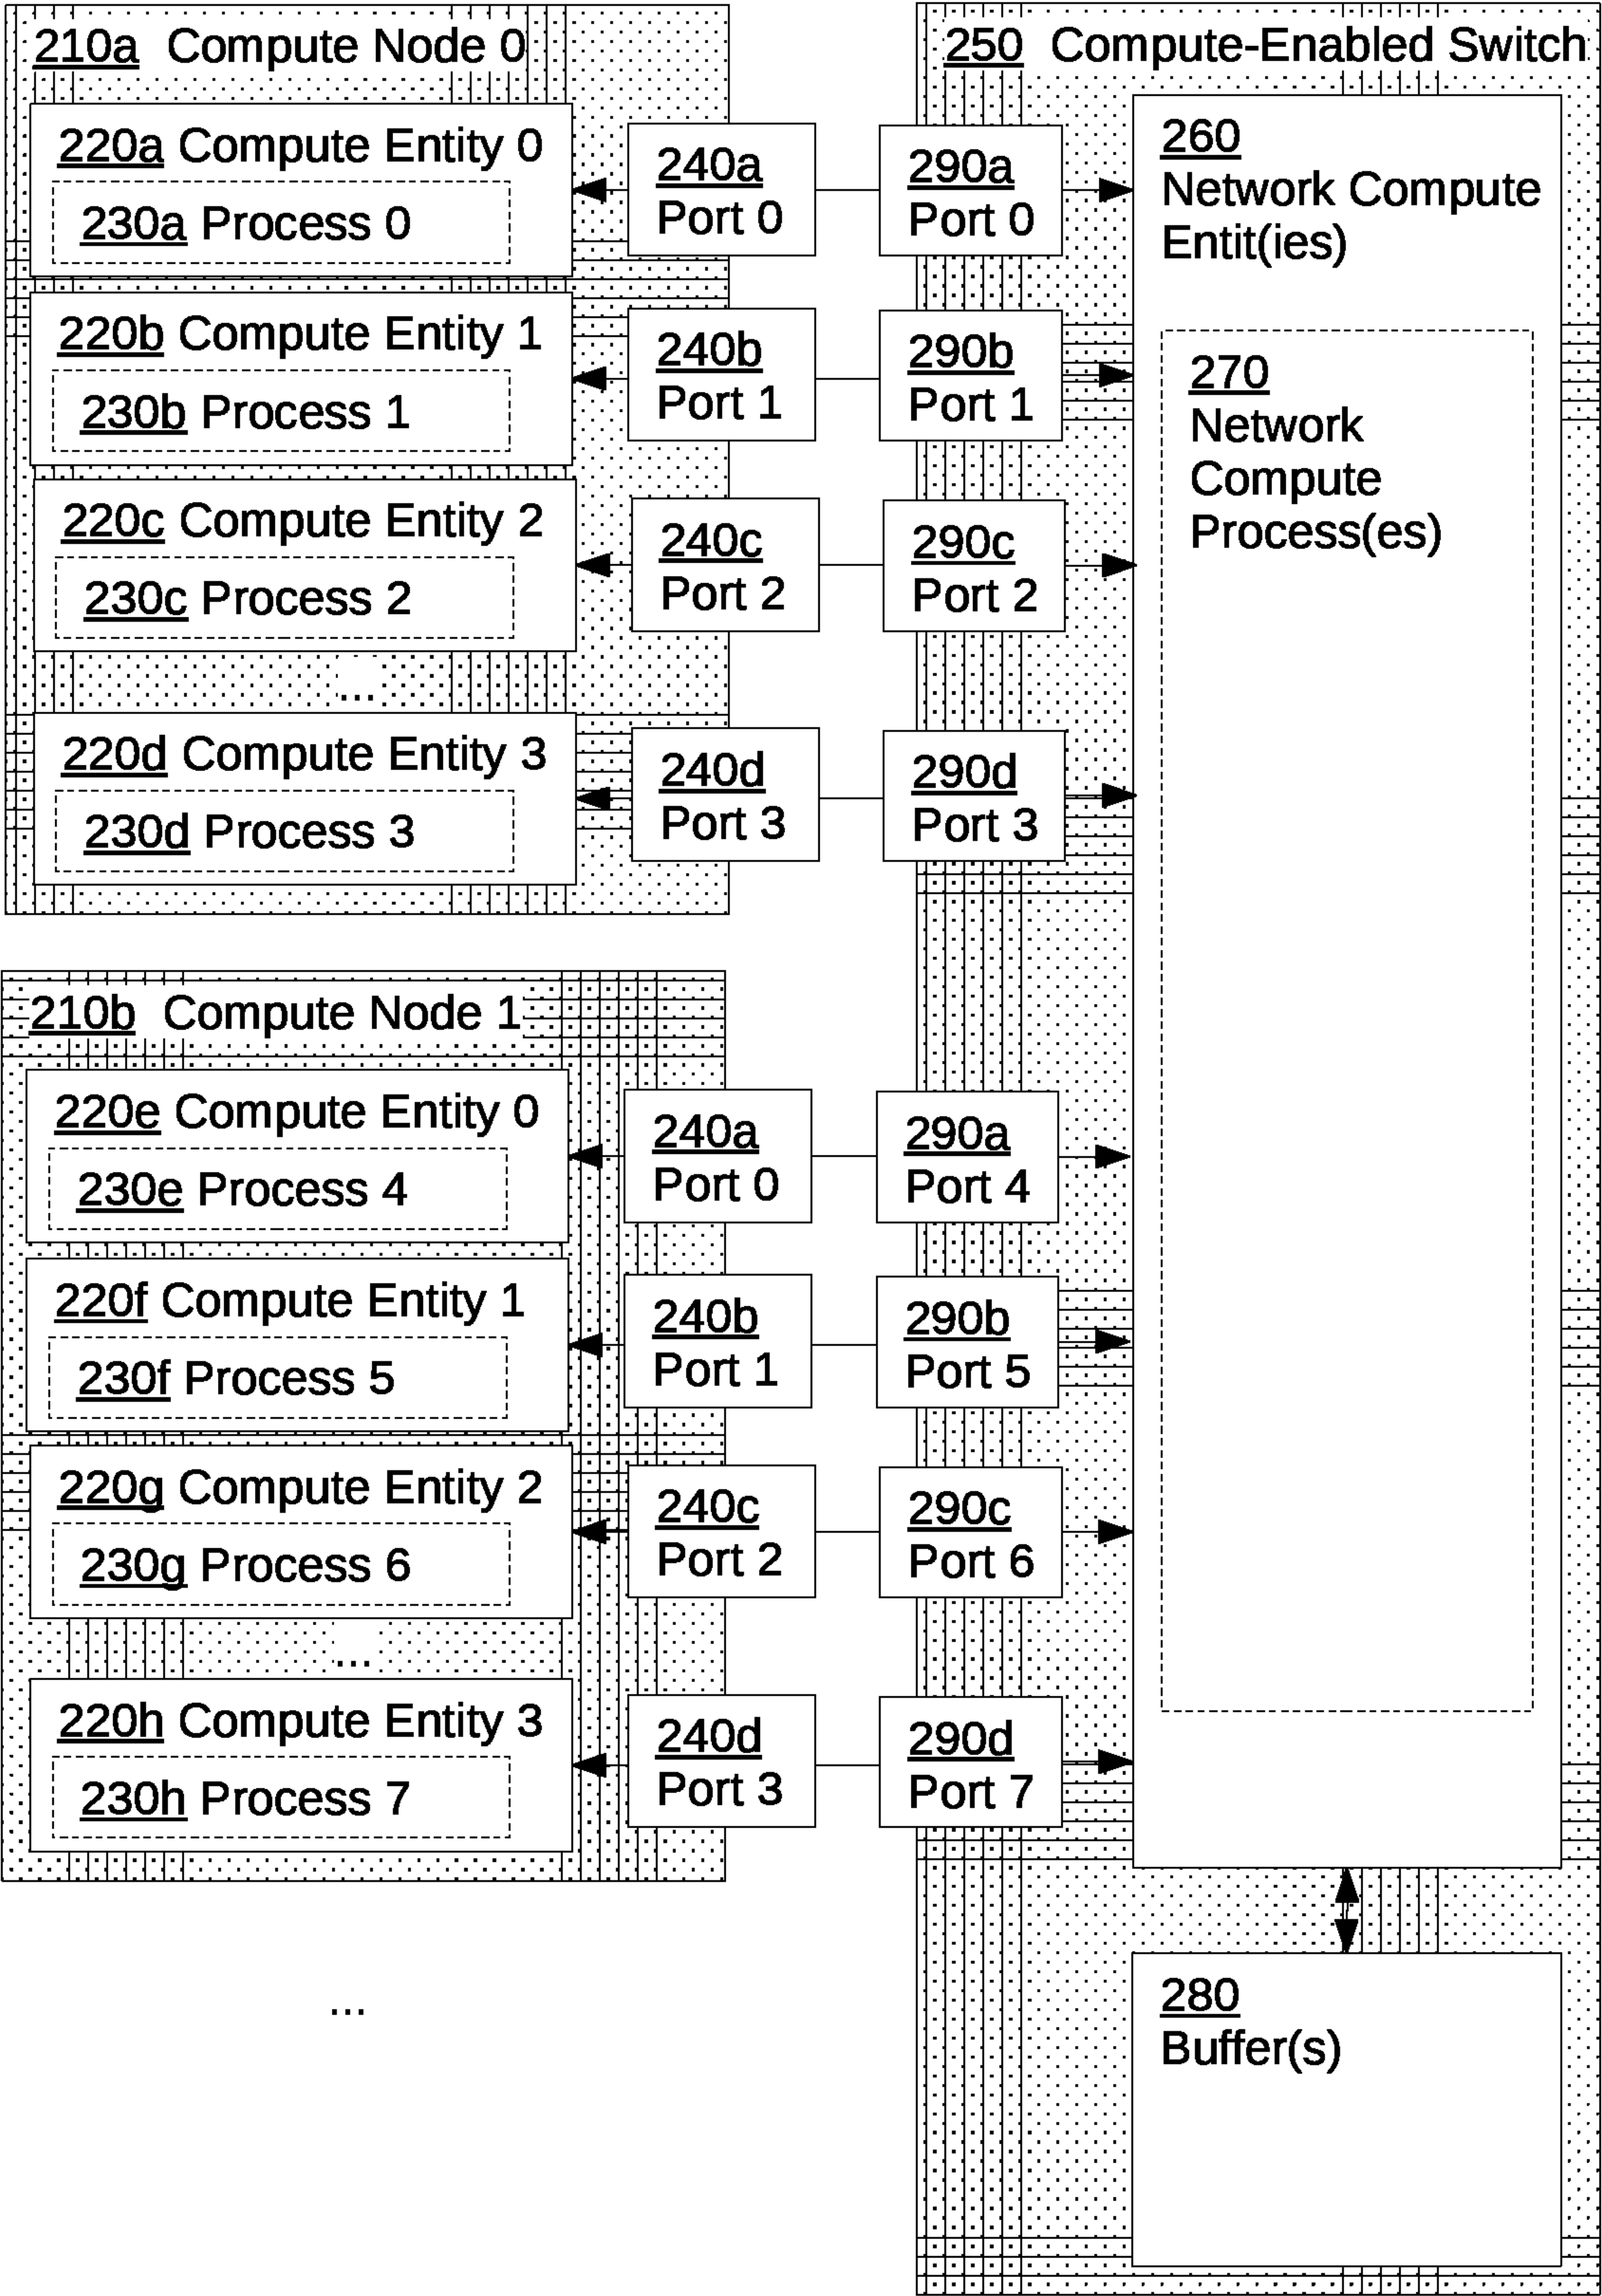 210a Compute Node 0
220a Compute Entity 0
230a Process 0
220b Compute Entity 1
230b Process 1
220c Compute Entity 2
230c Process 2
...
220d Compute Entity 3
230d Process 3
240a
Port 0
240b
Port 1
240c
Port 2
240d
Port 3
210b Compute Node 1
220e Compute Entity 0
230e Process 4
220f Compute Entity 1
230f Process 5
220g Compute Entity 2
230g Process 6
...
220h Compute Entity 3
230h Process 7
240a
Port 0
240b
Port 1
240c
Port 2
240d
Port 3
...
250 Compute-Enabled Switch
290a
Port 0
290b
Port 1
290c
Port 2
290d
Port 3
290a
Port 4
290b
Port 5
290c
Port 6
290d
Port 7
260
Network Compute
Entit(ies)
270
Network
Compute
Process(es)
280
Buffer(s)